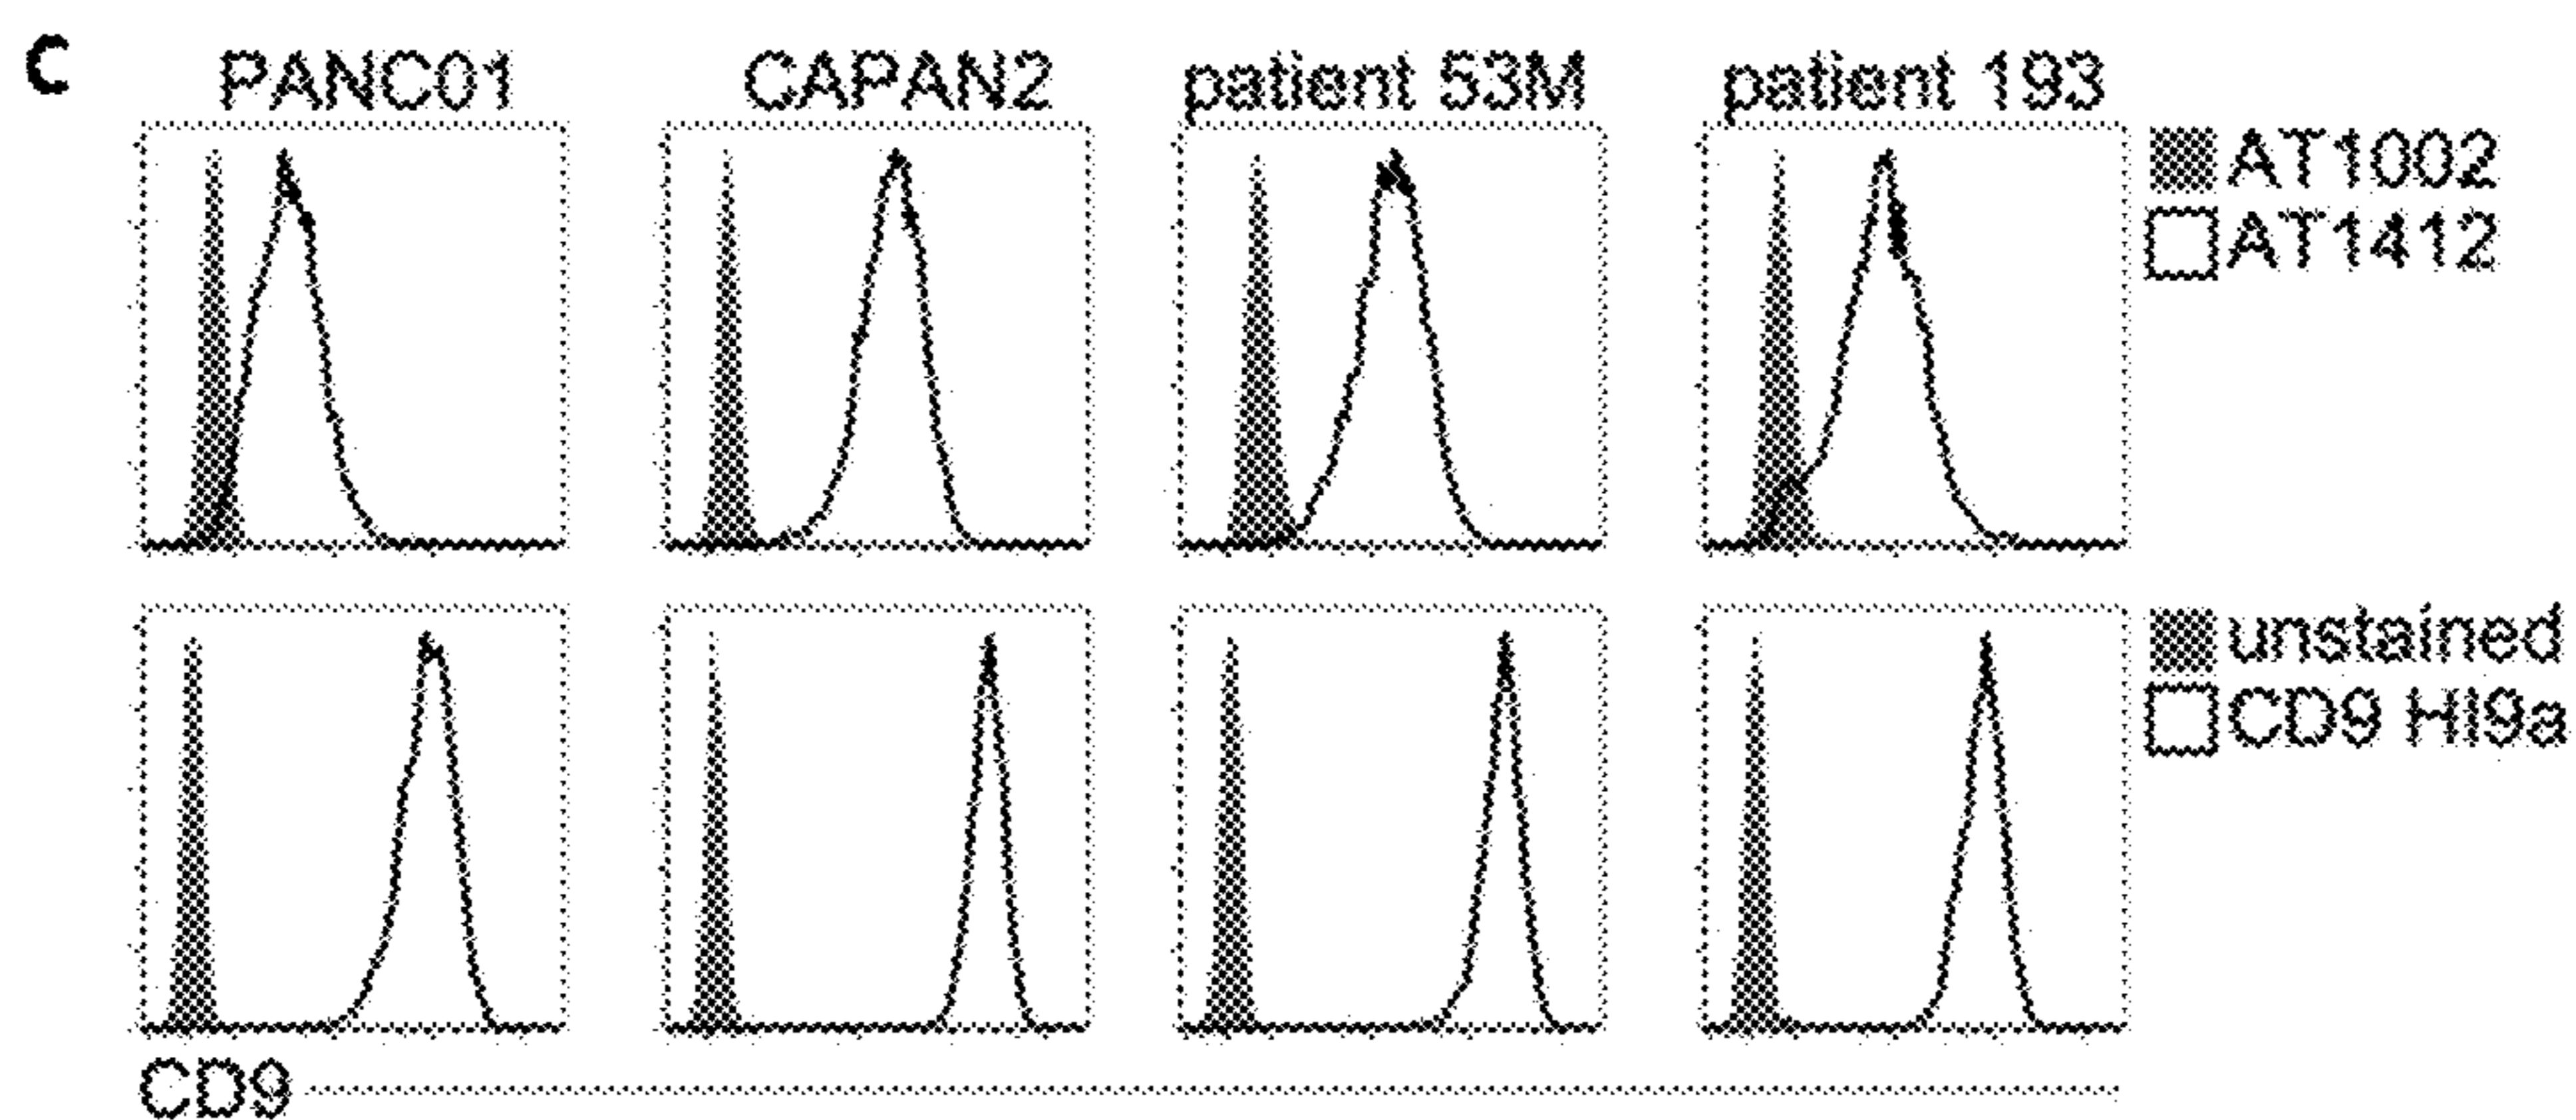 C
PANC01 CAPAN2 patient 53M patient 193
AT1002
AT1412
unstained
CD9 HI9a
CD9